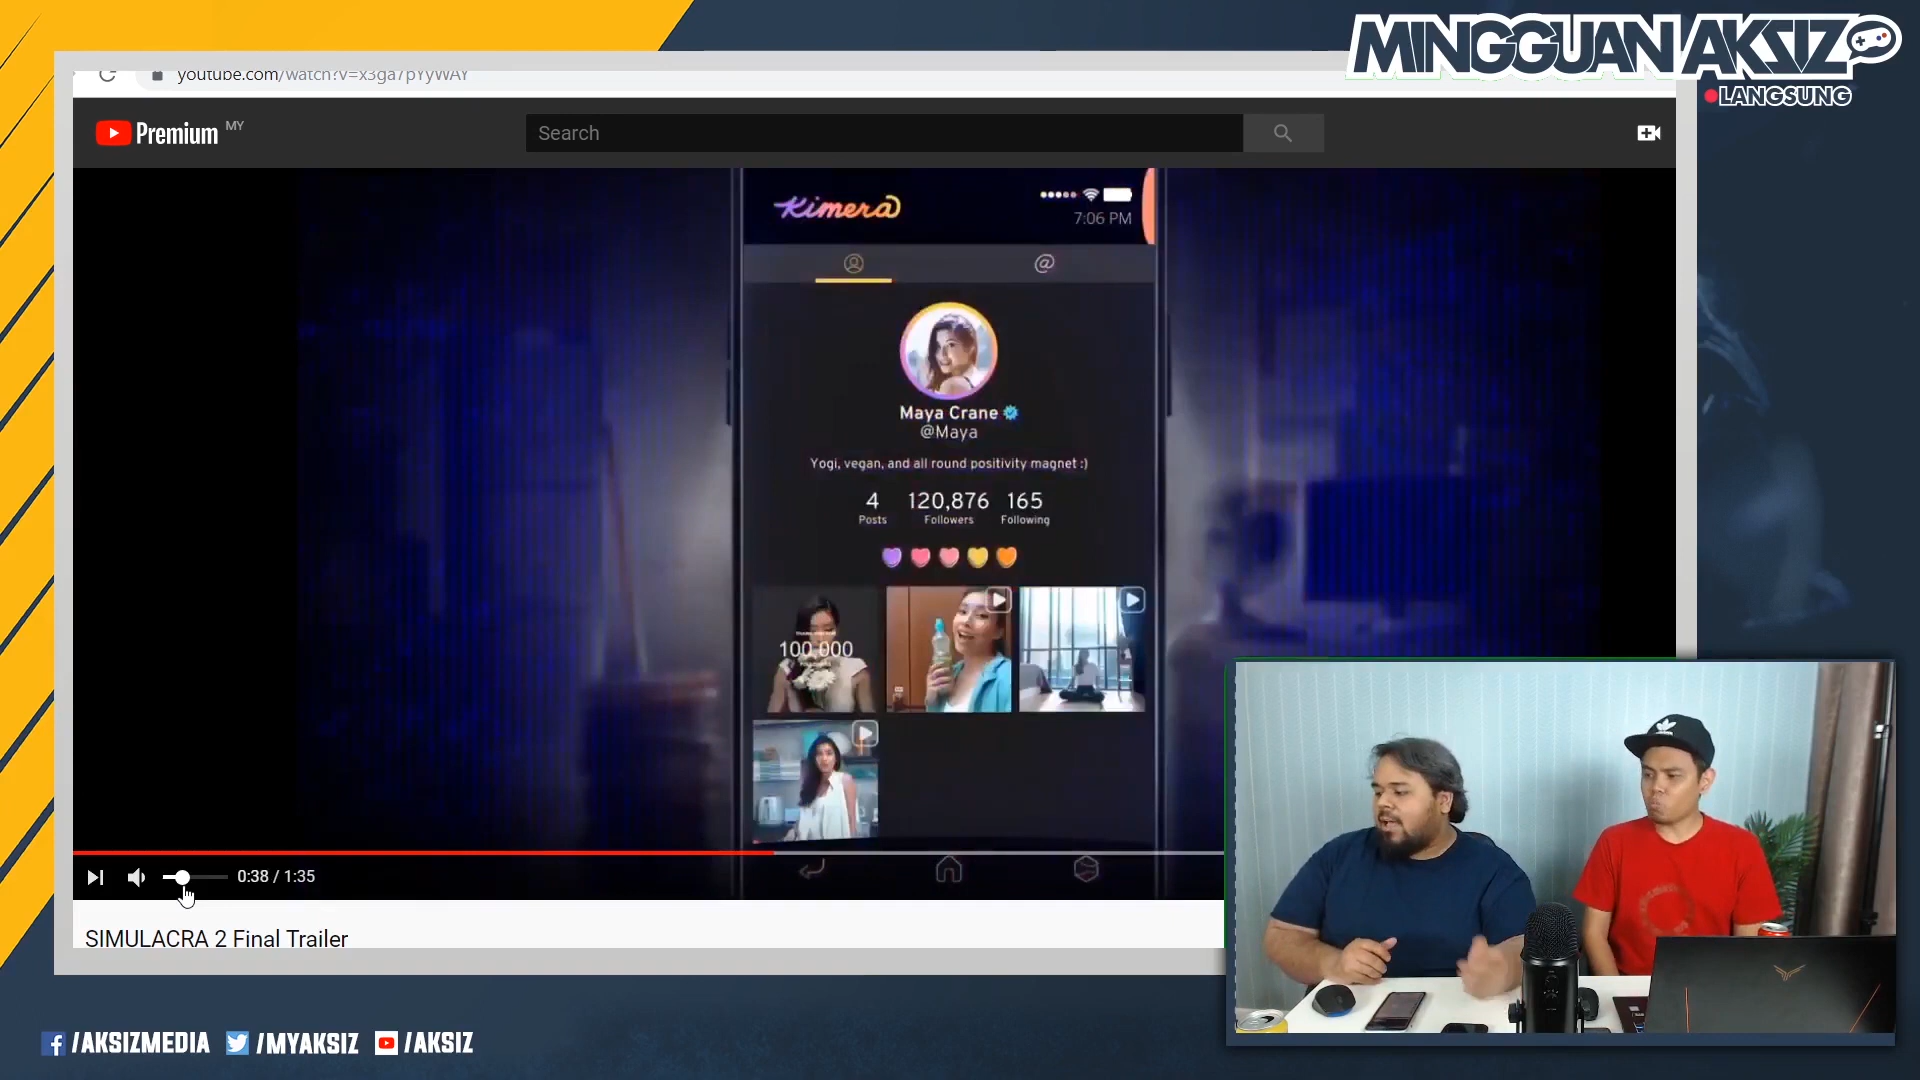 MINGGUAN AKSIZ
LANGSUNG
youtube.com/watch?v=x3ga7pYyWAY
Premium MY
Search
Kimera
7:06 PM
@
Maya Crane
@Maya
Yogi, vegan, and all round positivity magnet :)
4 120,876 165
Posts Followers Following
100,000
0:38 / 1:35
SIMULACRA 2 Final Trailer
/AKSIZMEDIA /MYAKSIZ /AKSIZ